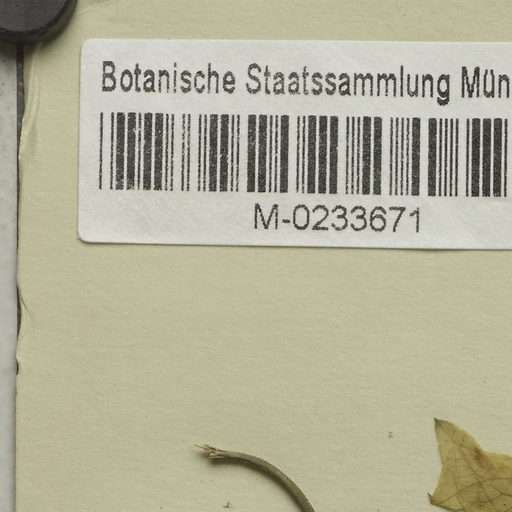 Botanische Staatssammlung Mün
M-0233671